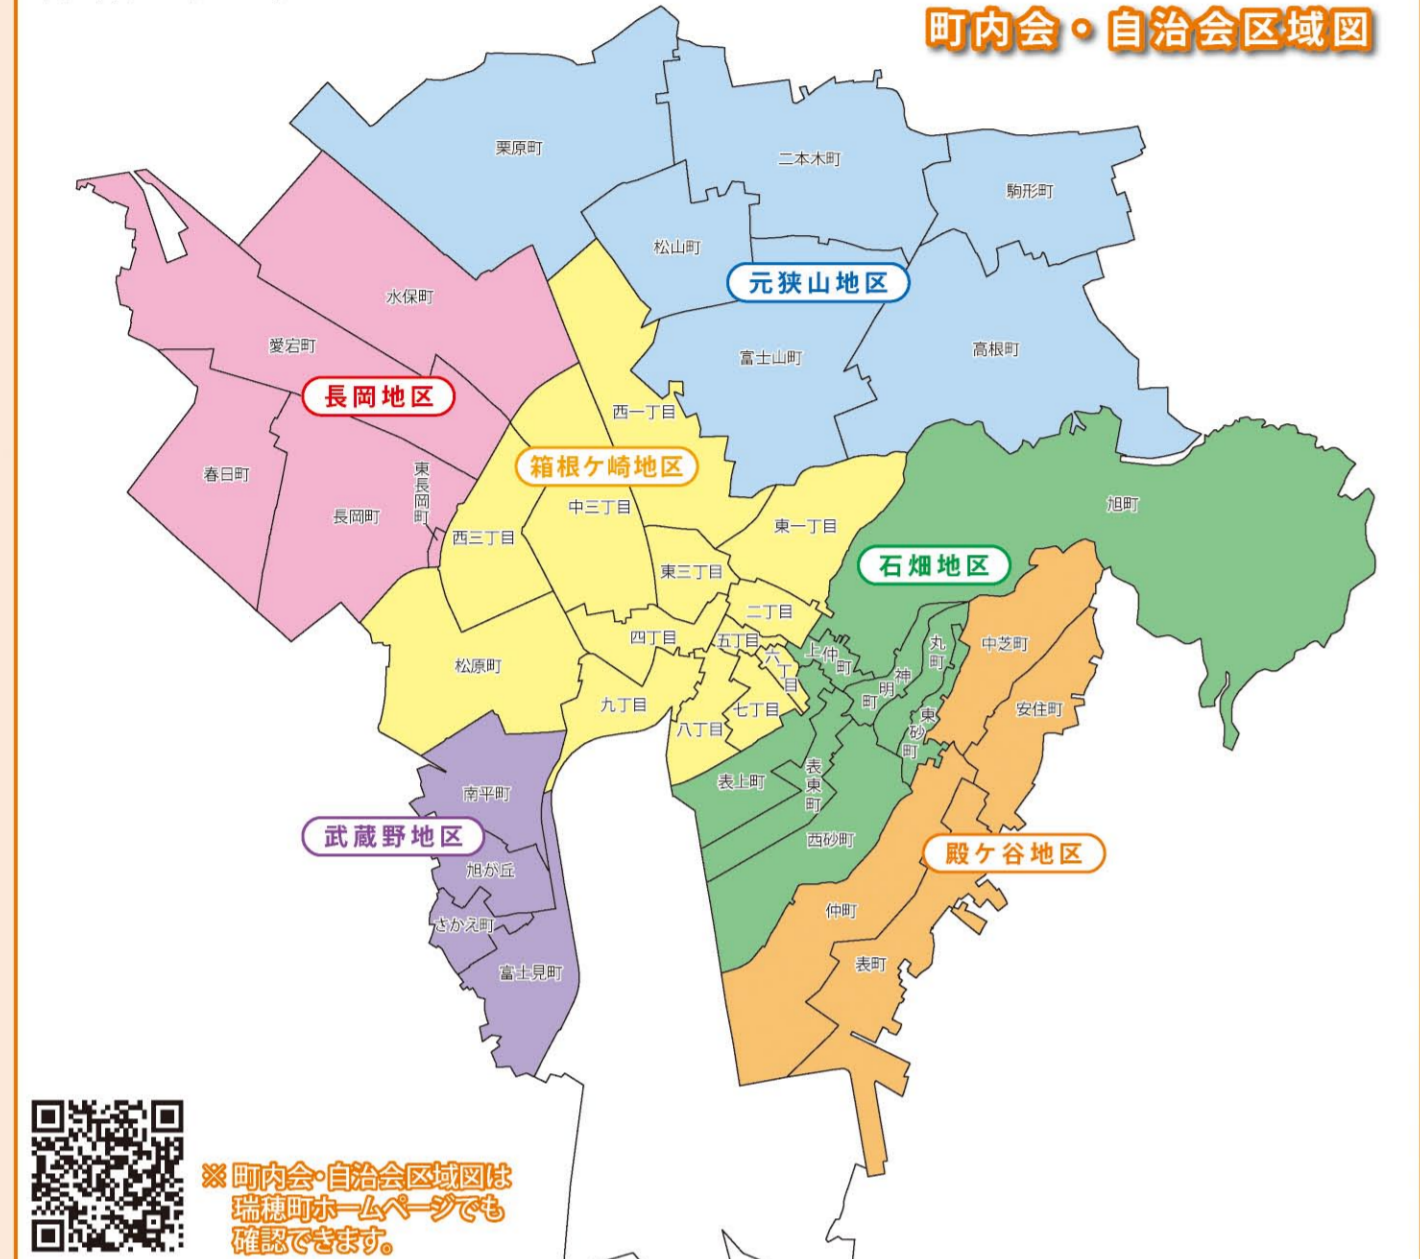 町内会・自治会区域図
栗原町
二本木町
駒形町
松山町
元狭山地区
水保町
愛宕町
富士山町
高根町
長岡地区
西一丁目
箱根ケ崎地区
春日町
東長岡町
長岡町
中三丁目
西三丁目
東一丁目
旭町
石畑地区
東三丁目
二丁目
四丁目
五丁目
六丁目
上仲町
神明町
丸町
中芝町
松原町
九丁目
八丁目
七丁目
東砂町
安住町
表上町
表東町
南平町
武蔵野地区
西砂町
殿ケ谷地区
旭が丘
さかえ町
仲町
富士見町
表町
※ 町内会・自治会区域図は
瑞穂町ホームページでも
確認できます。